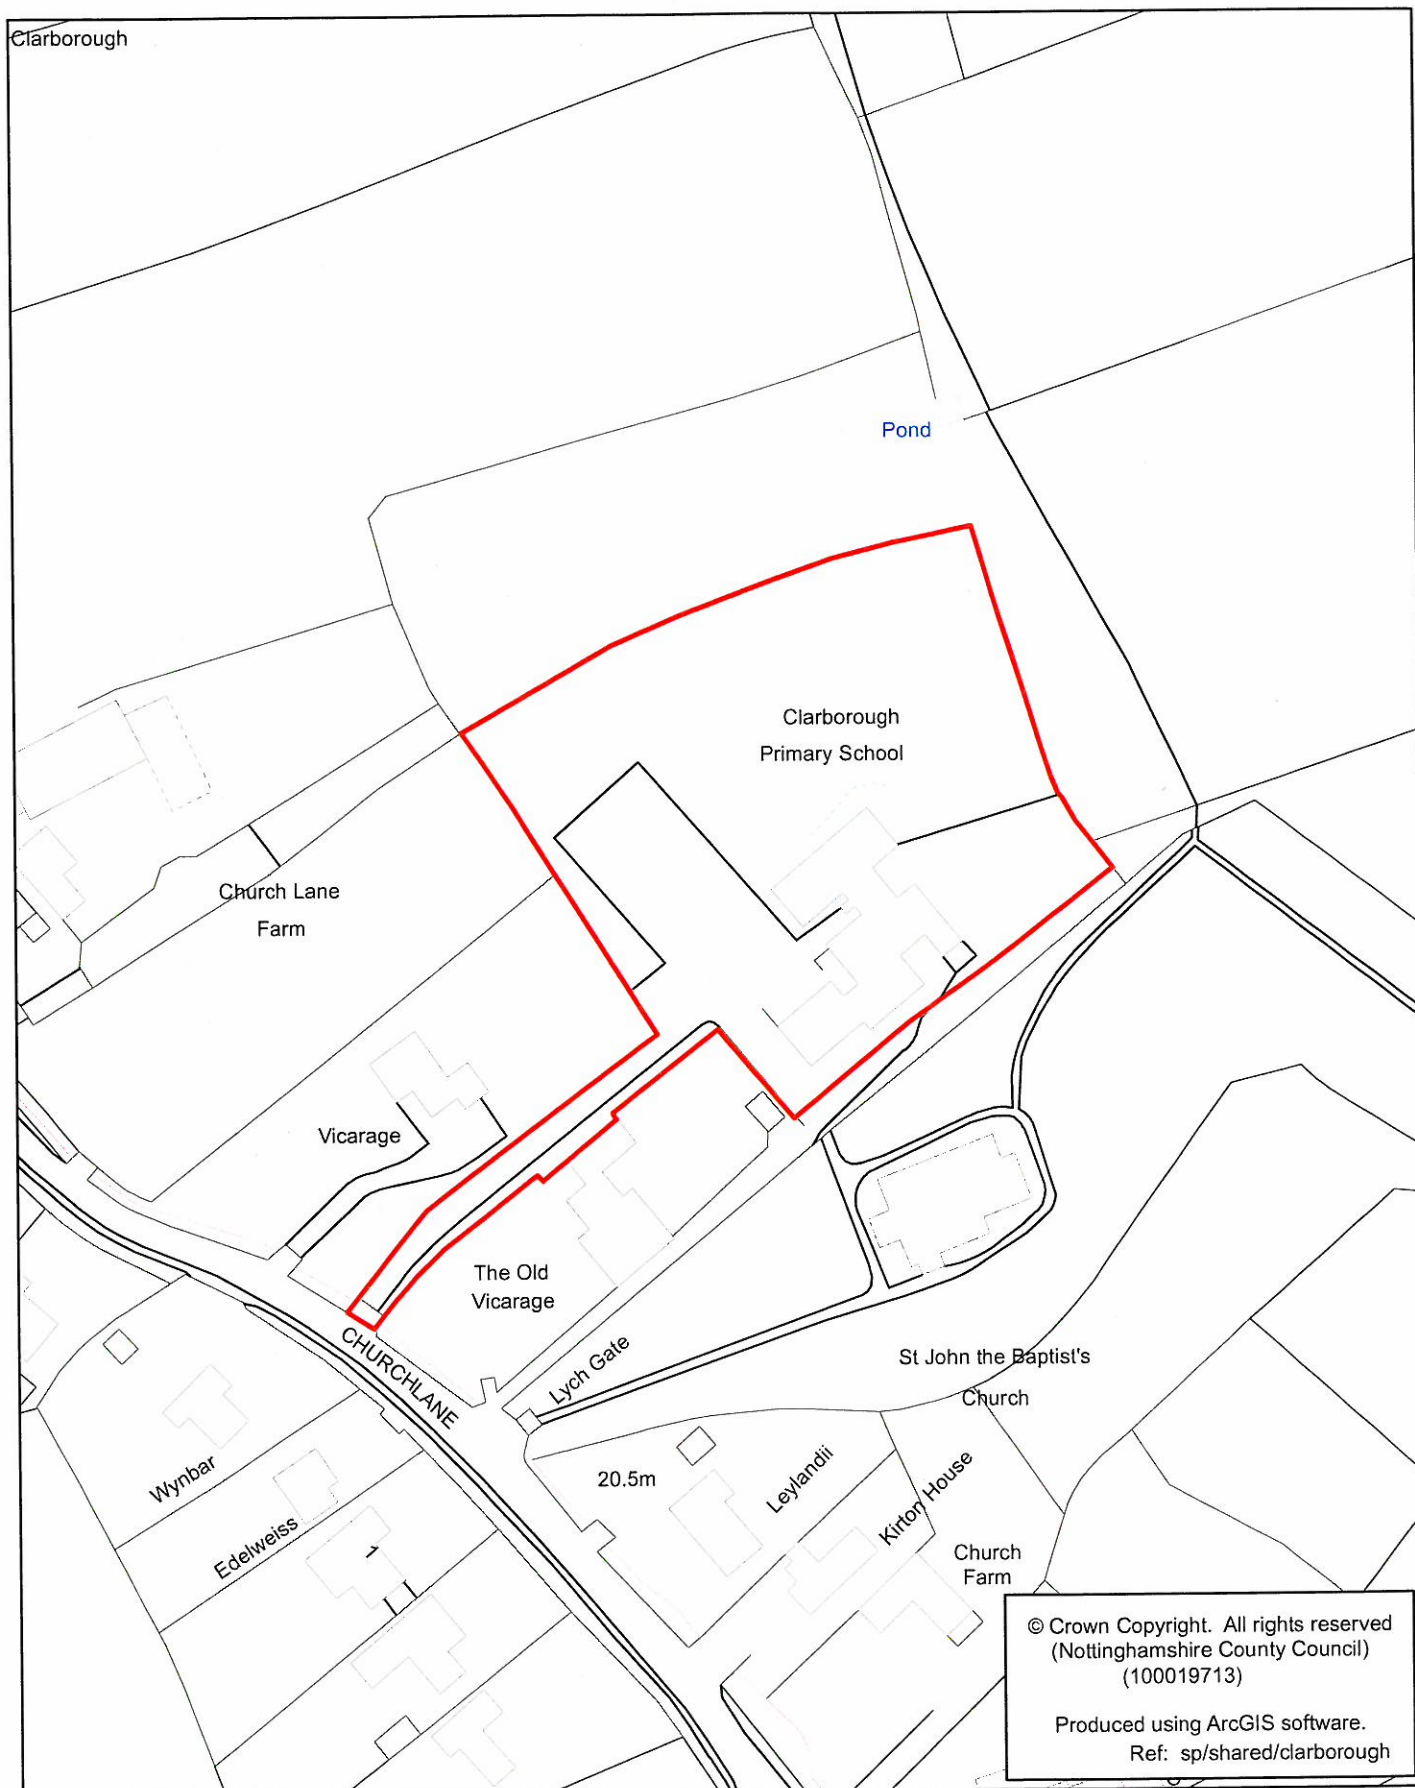 Clarborough
Pond
Clarborough
Primary School
Church Lane
Farm
Vicarage
The Old
Vicarage
CHURCHLANE
Lych Gate
St John the Baptist's
Church
Wynbar
Edelweiss
1
20.5m
Leylandii
Kirton House
Church
Farm
© Crown Copyright. All rights reserved
(Nottinghamshire County Council)
(100019713)
Produced using ArcGIS software.
Ref: sp/shared/clarborough